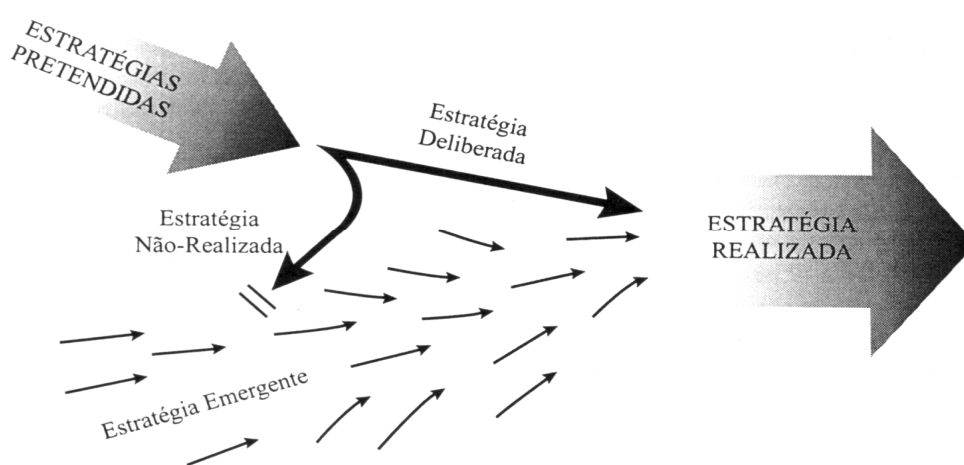 ESTRATÉGIAS
PRETENDIDAS
Estratégia
Deliberada
Estratégia
Não-Realizada
ESTRATÉGIA
REALIZADA
Estratégia Emergente